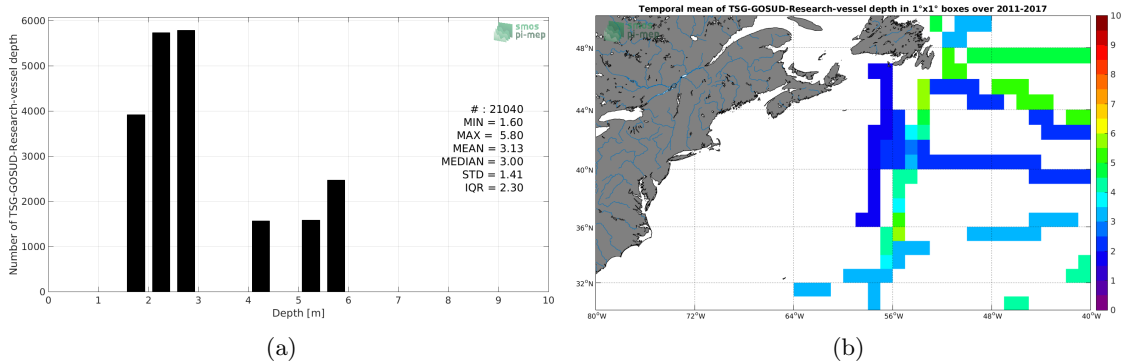 6000
5000
4000
3000
2000
1000
0
Number of TSG-GOSUD-Research-vessel depth
smos
pi-mep
# : 21040
MIN = 1.60
MAX = 5.80
MEAN = 3.13
MEDIAN = 3.00
STD = 1.41
IQR = 2.30
0 1 2 3 4 5 6 7 8 9 10
Depth [m]
(a)
Temporal mean of TSG-GOSUD-Research-vessel depth in 1°x1° boxes over 2011-2017
smos
pi-mep
48°N
44°N
40°N
36°N
32°N
80°W 72°W 64°W 56°W 48°W 40°W
10
9
8
7
6
5
4
3
2
1
0
(b)